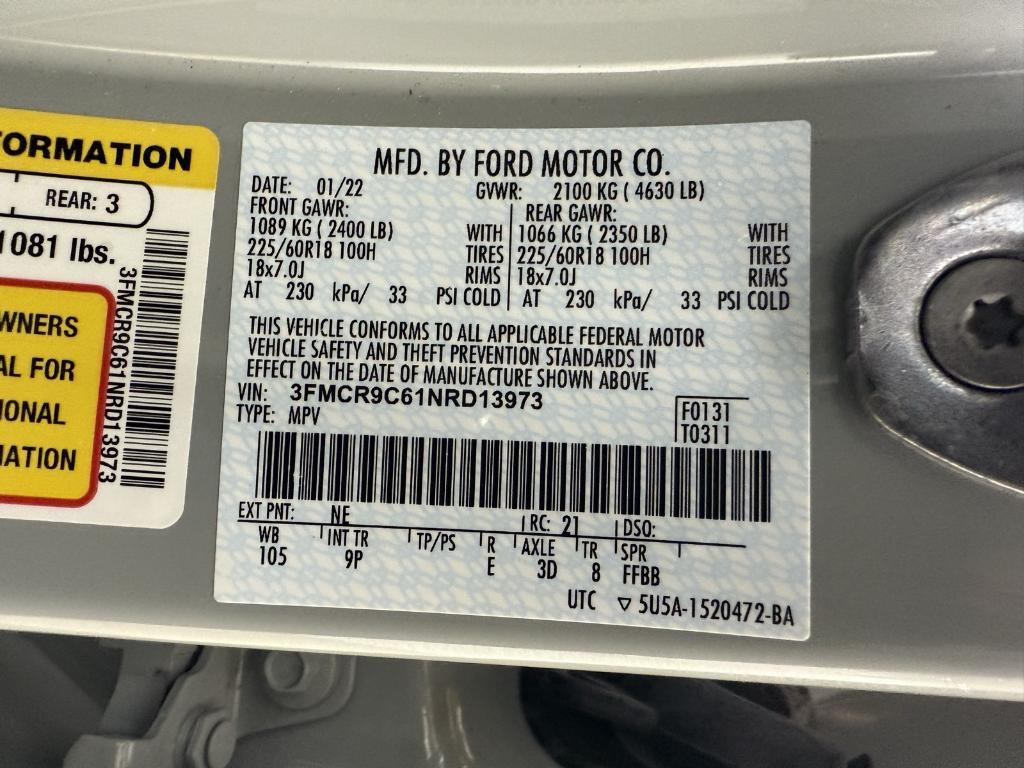 ORMATION
REAR: 3
1081 lbs.
WNERS
AL FOR
IONAL
MATION
3FMCR9C61NRD13973
MFD. BY FORD MOTOR CO.
DATE: 01/22 GVWR: 2100 KG ( 4630 LB)
FRONT GAWR: REAR GAWR:
1089 KG ( 2400 LB) WITH 1066 KG ( 2350 LB) WITH
225/60R18 100H TIRES 225/60R18 100H TIRES
18x7.0J RIMS 18x7.0J RIMS
AT 230 kPa/ 33 PSI COLD AT 230 kPa/ 33 PSI COLD
THIS VEHICLE CONFORMS TO ALL APPLICABLE FEDERAL MOTOR
VEHICLE SAFETY AND THEFT PREVENTION STANDARDS IN
EFFECT ON THE DATE OF MANUFACTURE SHOWN ABOVE.
VIN: 3FMCR9C61NRD13973
TYPE: MPV
F0131
T0311
EXT PNT: NE RC: 21 DSO:
WB INT TR TP/PS R AXLE TR SPR
105 9P E 3D 8 FFBB
UTC ▽ 5U5A-1520472-BA